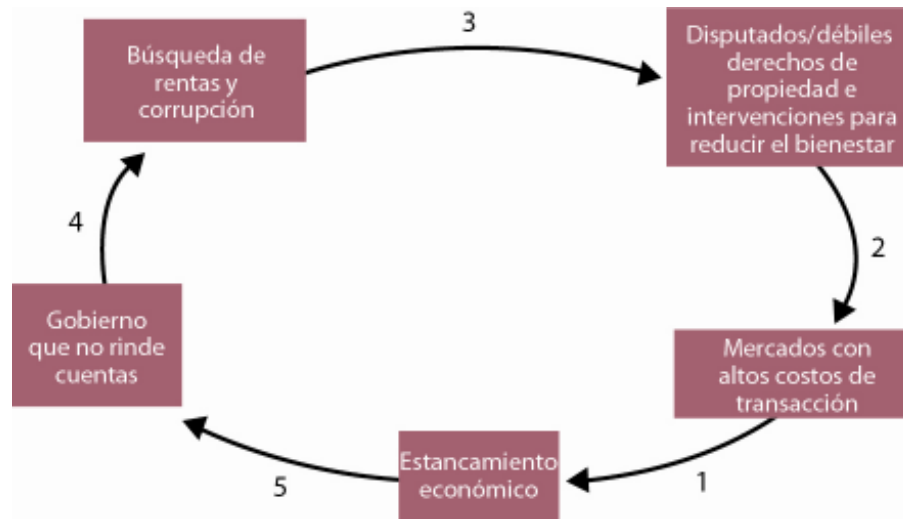 3
Búsqueda de
rentas y
corrupción
Disputados/débiles
derechos de
propiedad e
intervenciones para
reducir el bienestar
4
2
Gobierno
que no rinde
cuentas
Mercados con
altos costos de
transacción
Estancamiento
económico
5
1